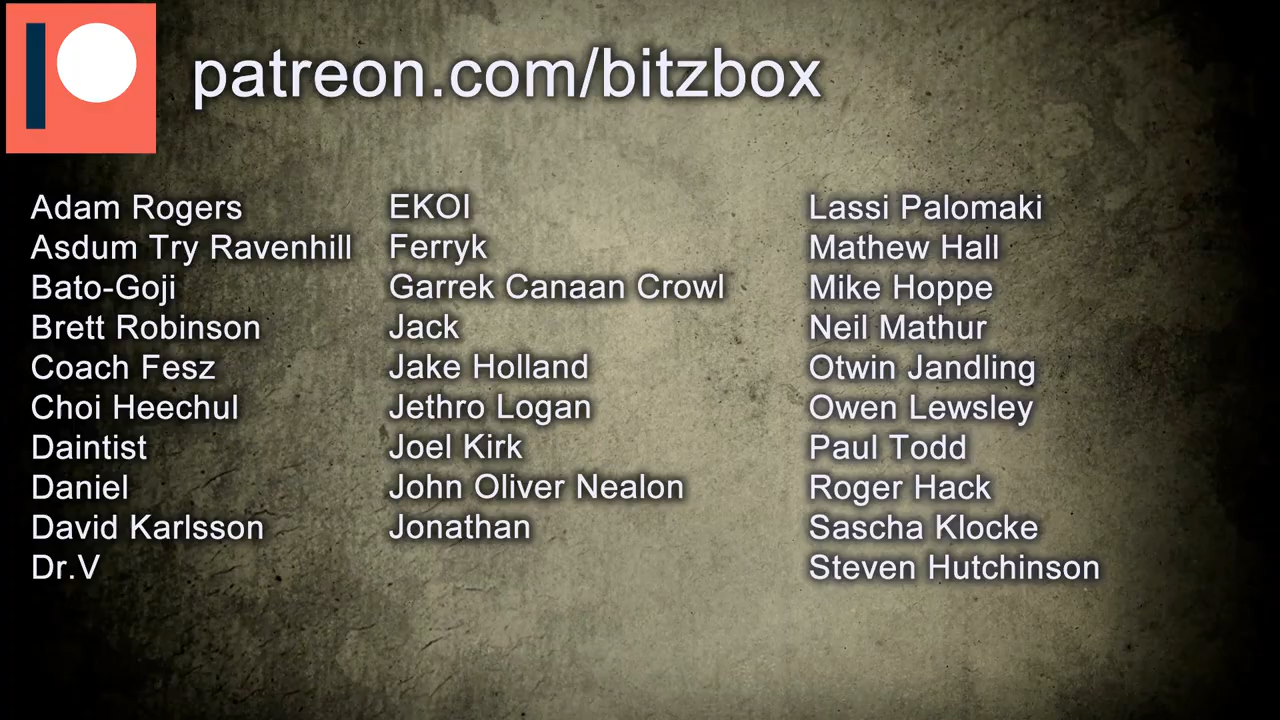 patreon.com/bitzbox
Adam Rogers
Asdum Try Ravenhill
Bato-Goji
Brett Robinson
Coach Fesz
Choi Heechul
Daintist
Daniel
David Karlsson
Dr.V
EKOI
Ferryk
Garrek Canaan Crowl
Jack
Jake Holland
Jethro Logan
Joel Kirk
John Oliver Nealon
Jonathan
Lassi Palomaki
Mathew Hall
Mike Hoppe
Neil Mathur
Otwin Jandling
Owen Lewsley
Paul Todd
Roger Hack
Sascha Klocke
Steven Hutchinson